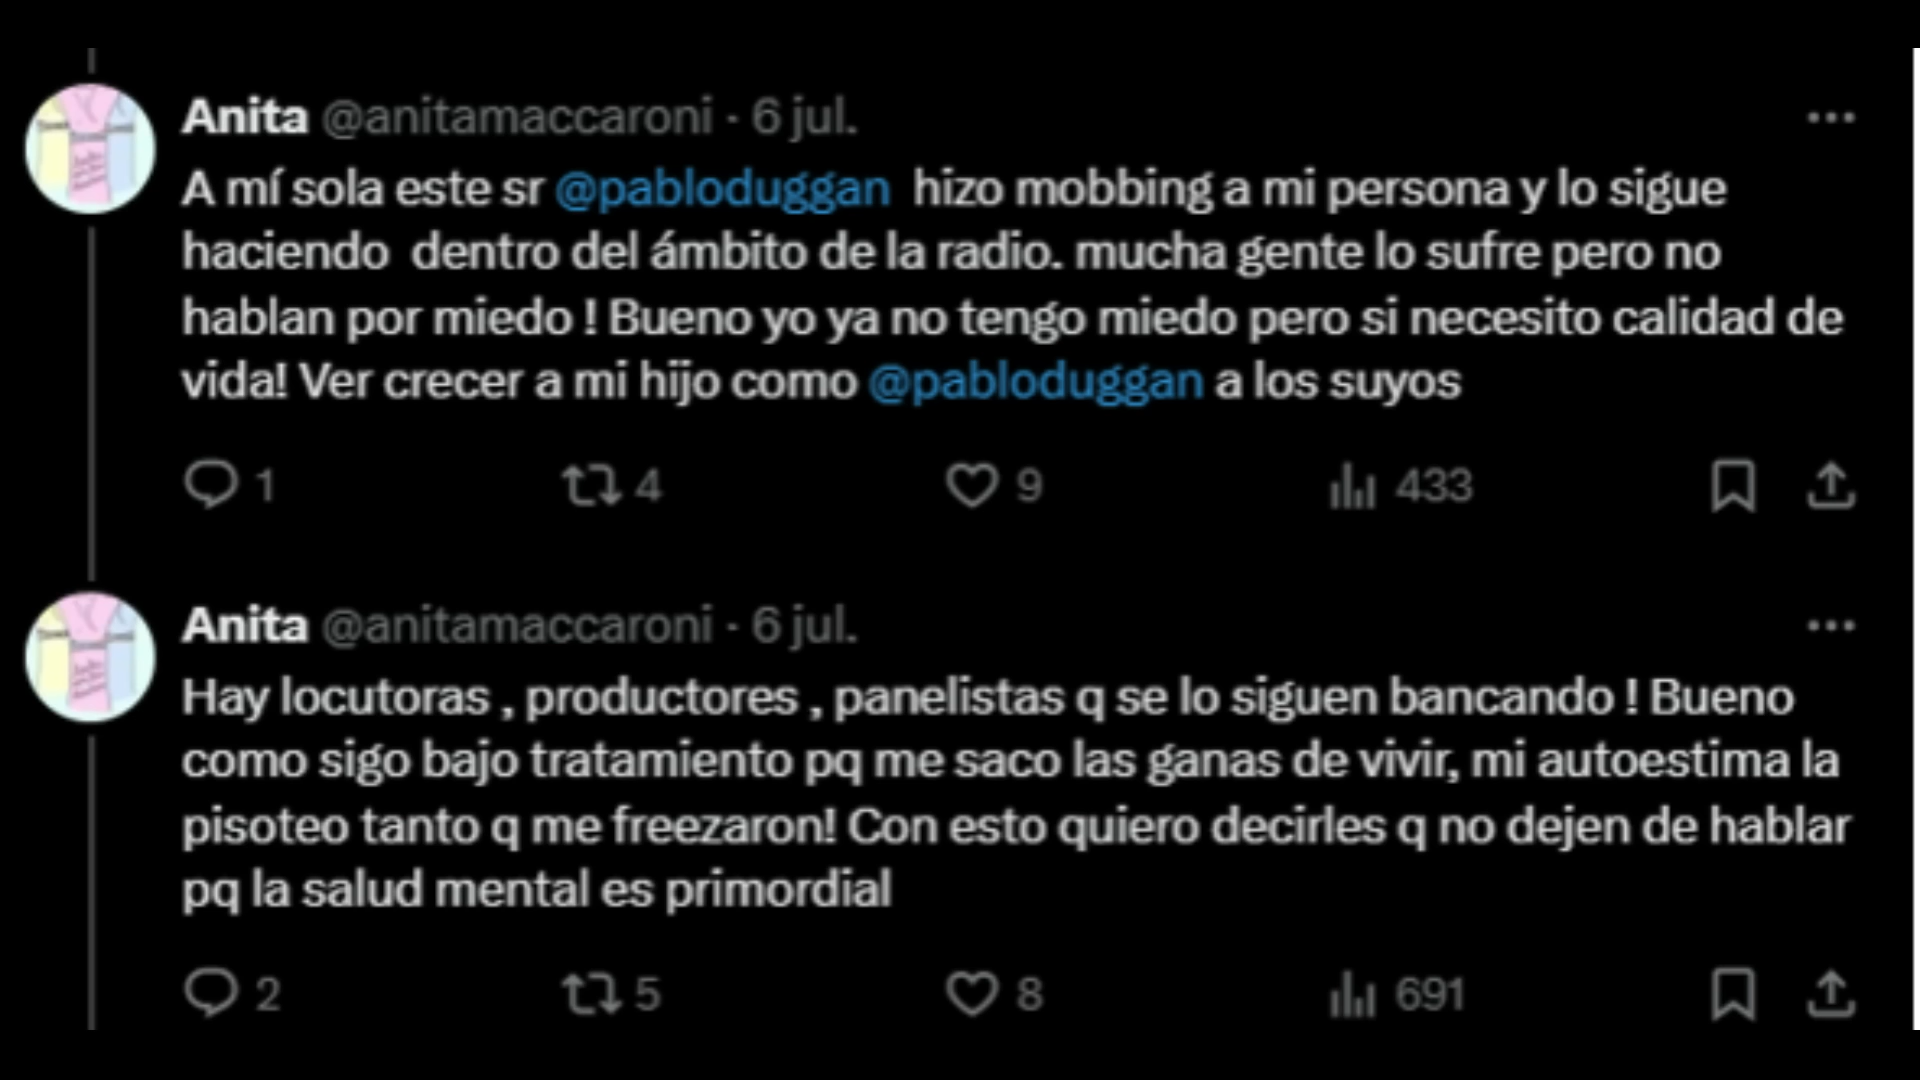 Anita @anitamaccaroni · 6 jul.
A mí sola este sr @pabloduggan hizo mobbing a mi persona y lo sigue
haciendo dentro del ámbito de la radio. mucha gente lo sufre pero no
hablan por miedo ! Bueno yo ya no tengo miedo pero si necesito calidad de
vida! Ver crecer a mi hijo como @pabloduggan a los suyos
1 4 9 433
Anita @anitamaccaroni · 6 jul.
Hay locutoras , productores , panelistas q se lo siguen bancando ! Bueno
como sigo bajo tratamiento pq me saco las ganas de vivir, mi autoestima la
pisoteo tanto q me freezaron! Con esto quiero decirles q no dejen de hablar
pq la salud mental es primordial
2 5 8 691